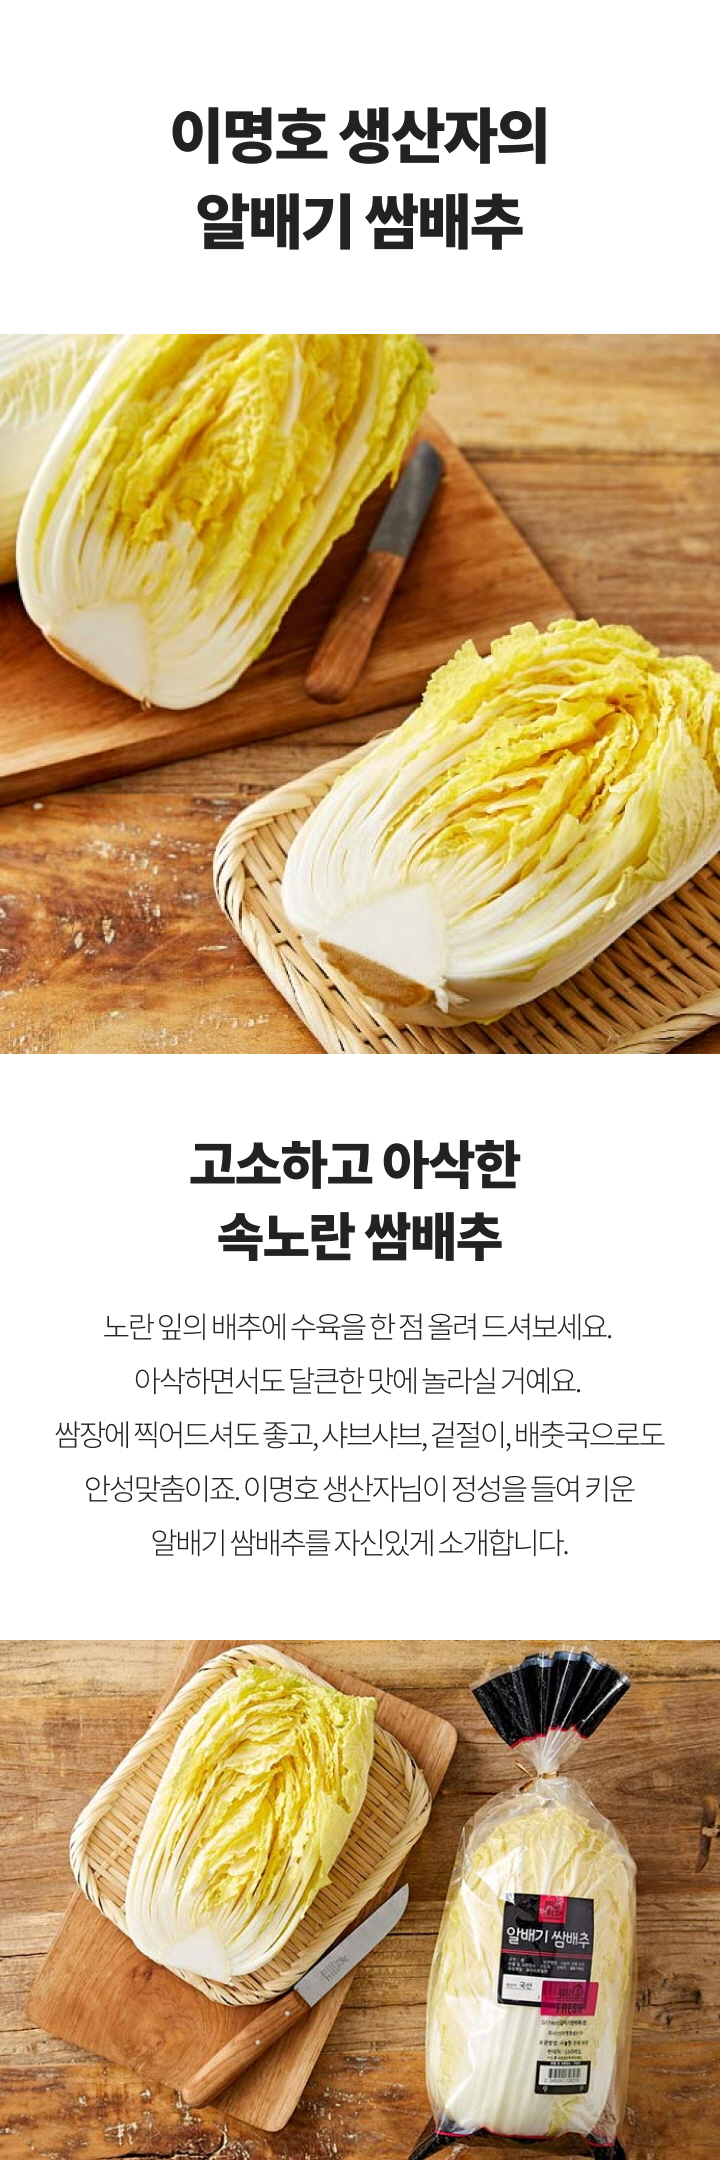 이명호 생산자의
알배기 쌈배추
고소하고 아삭한
속노란 쌈배추
노란 잎의 배추에 수육을 한 점 올려 드셔보세요.
아삭하면서도 달큰한 맛에 놀라실 거예요.
쌈장에 찍어드셔도 좋고, 샤브샤브, 겉절이, 배춧국으로도
안성맞춤이죠. 이명호 생산자님이 정성을 들여 키운
알배기 쌈배추를 자신있게 소개합니다.
알배기 쌈배추
국산
FRESH